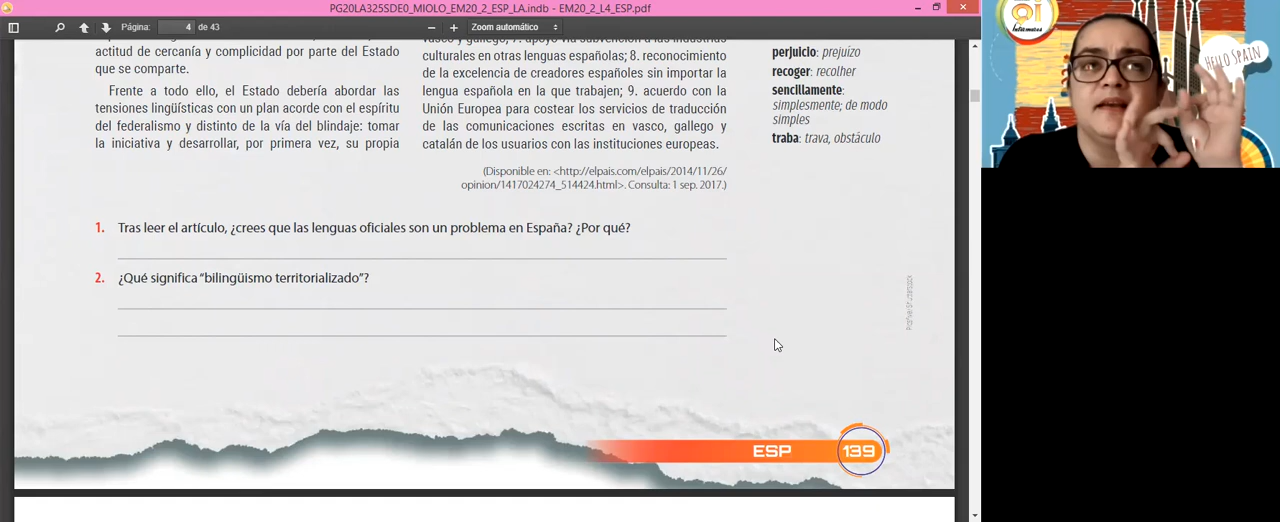 PG20LA325SDE0_MIOLO_EM20_2_ESP_LA.indb - EM20_2_L4_ESP.pdf
Página: 4 de 43
Zoom automático
actitud de cercanía y complicidad por parte del Estado
que se comparte.
Frente a todo ello, el Estado debería abordar las
tensiones lingüísticas con un plan acorde con el espíritu
del federalismo y distinto de la vía del blindaje: tomar
la iniciativa y desarrollar, por primera vez, su propia
vasco y gallego; 7. apoyo vía subvención a las industrias
culturales en otras lenguas españolas; 8. reconocimiento
de la excelencia de creadores españoles sin importar la
lengua española en la que trabajen; 9. acuerdo con la
Unión Europea para costear los servicios de traducción
de las comunicaciones escritas en vasco, gallego y
catalán de los usuarios con las instituciones europeas.
(Disponible en: <http://elpais.com/elpais/2014/11/26/
opinion/1417024274_514424.html>. Consulta: 1 sep. 2017.)
perjuicio: prejuízo
recoger: recolher
sencillamente:
simplesmente; de modo
simples
traba: trava, obstáculo
1. Tras leer el artículo, ¿crees que las lenguas oficiales son un problema en España? ¿Por qué?
2. ¿Qué significa “bilingüismo territorializado”?
ESP 139
HELLO SPAIN